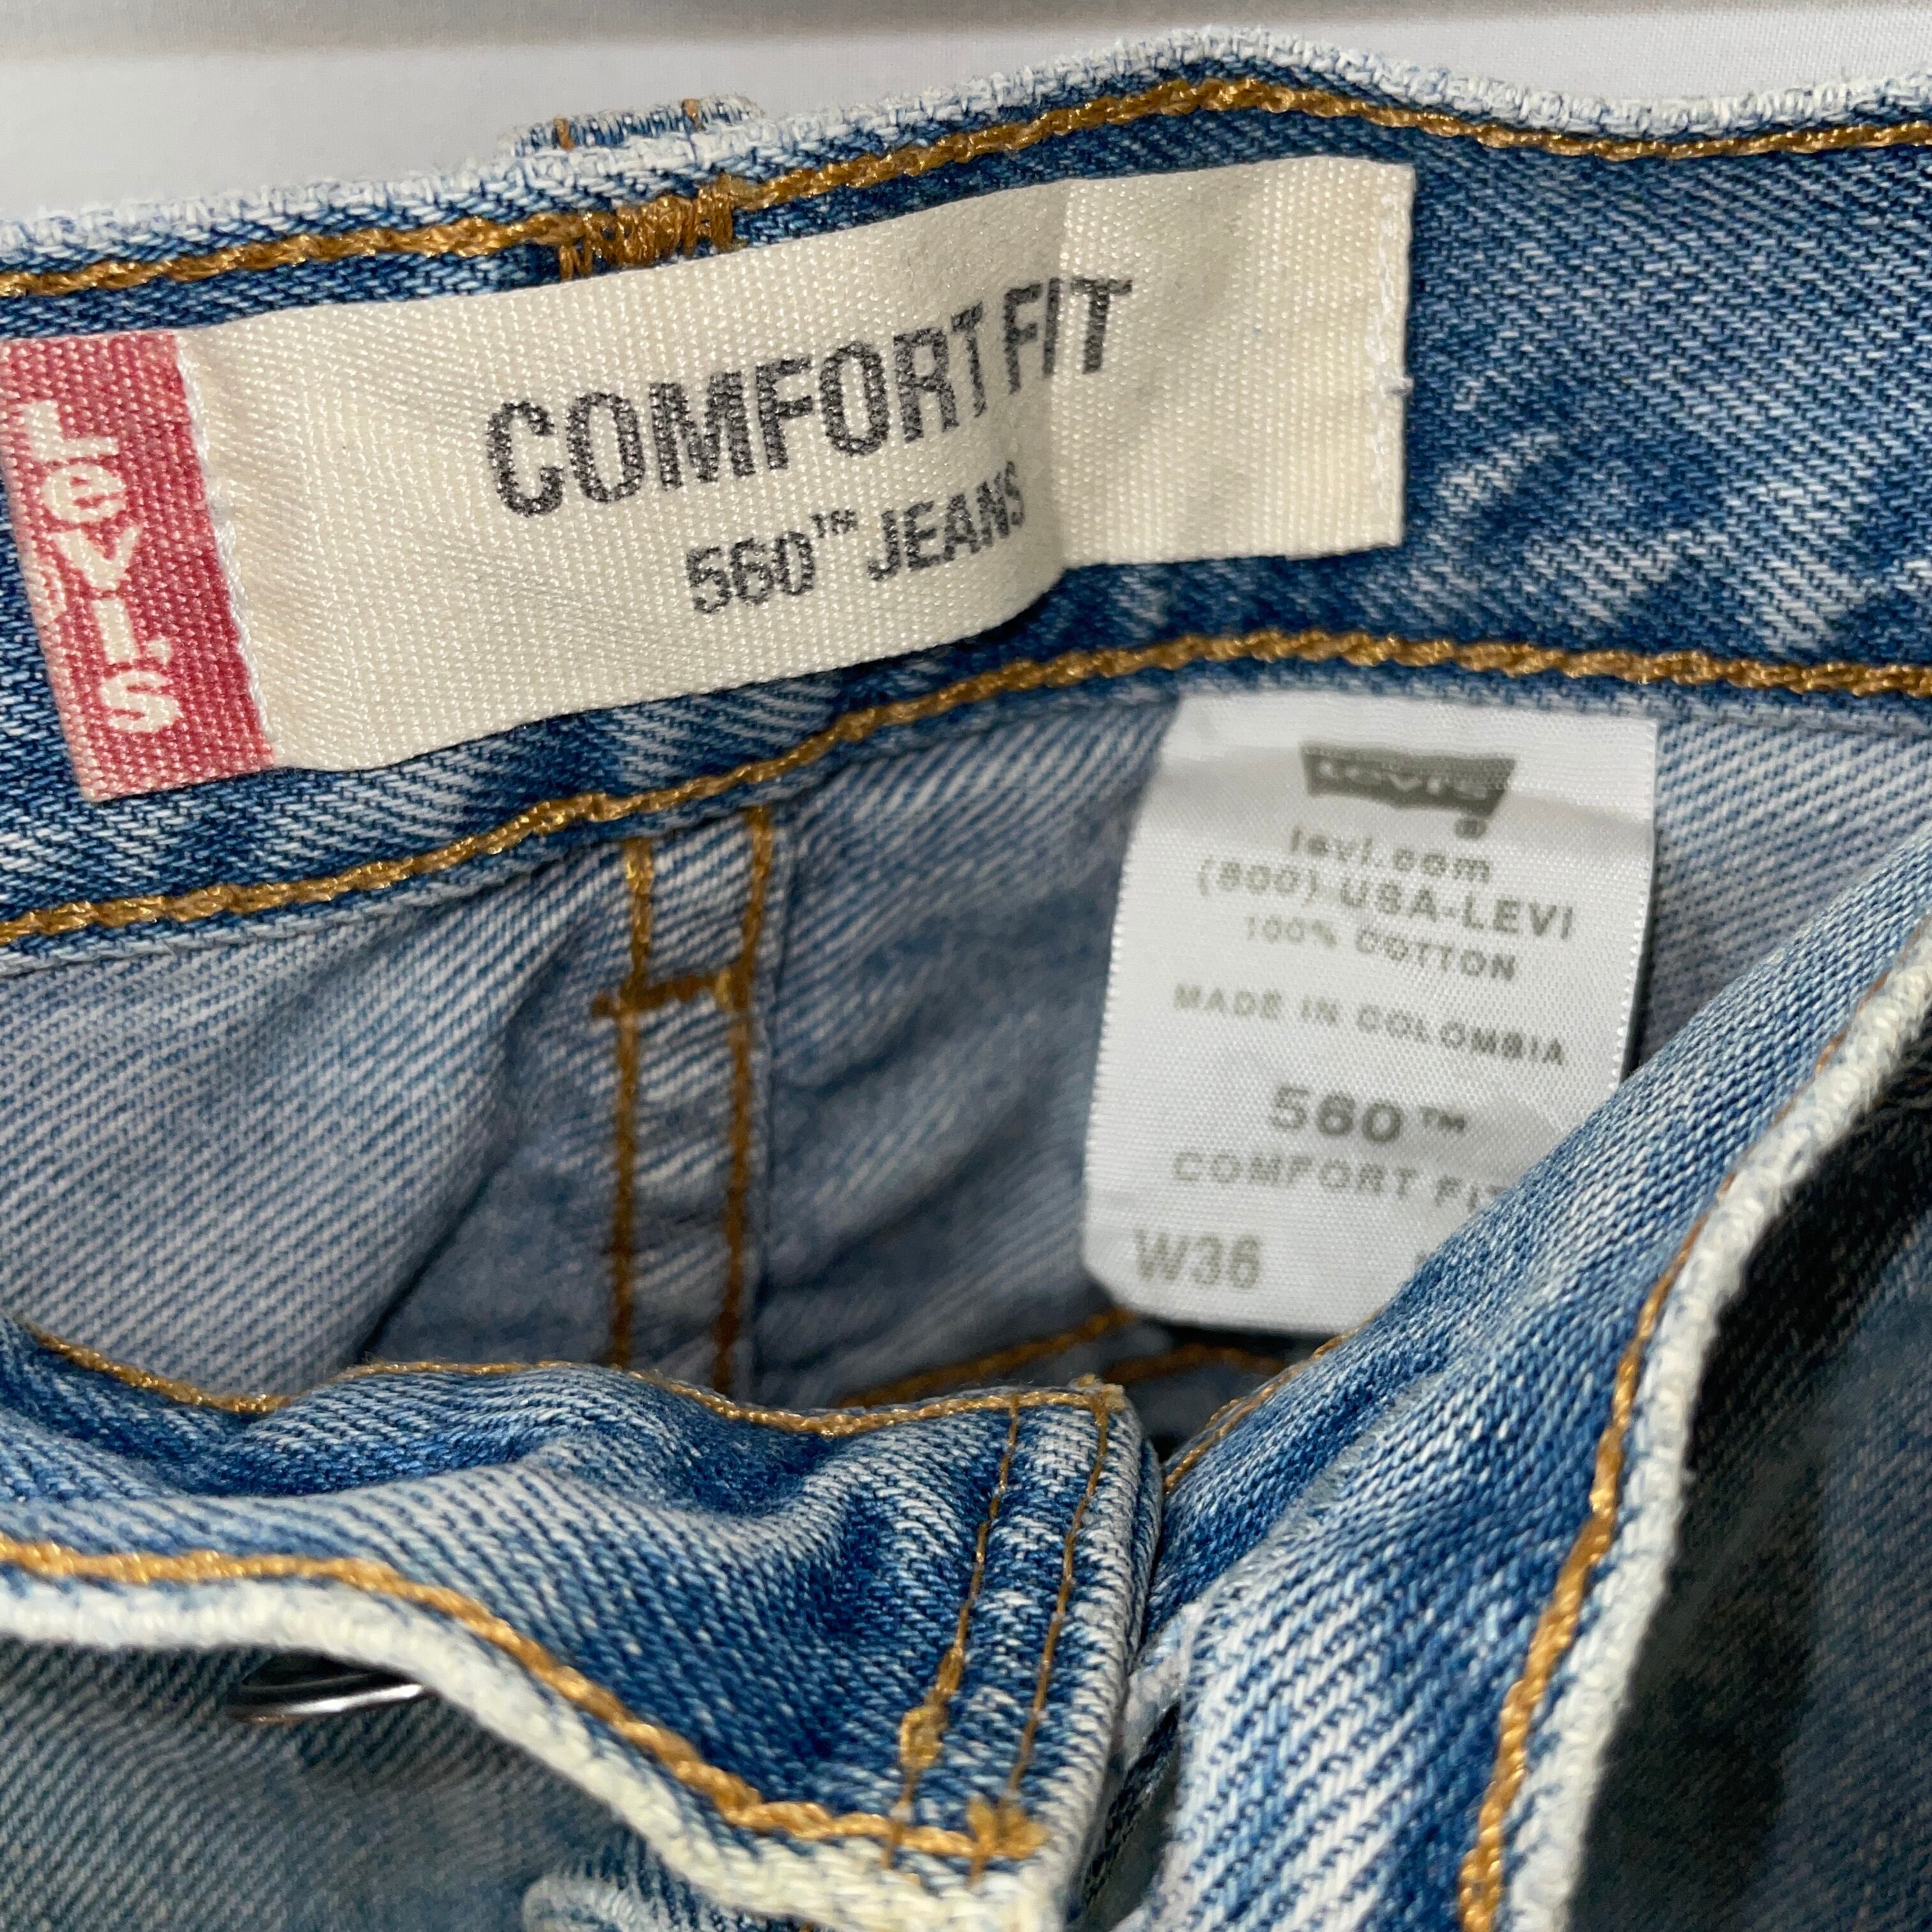 COMFORT FIT
560™ JEANS
Levi's
Levi's
®
levi.com
(800)-USA-LEVI
100% COTTON
MADE IN COLOMBIA
560™
COMFORT FIT
W36